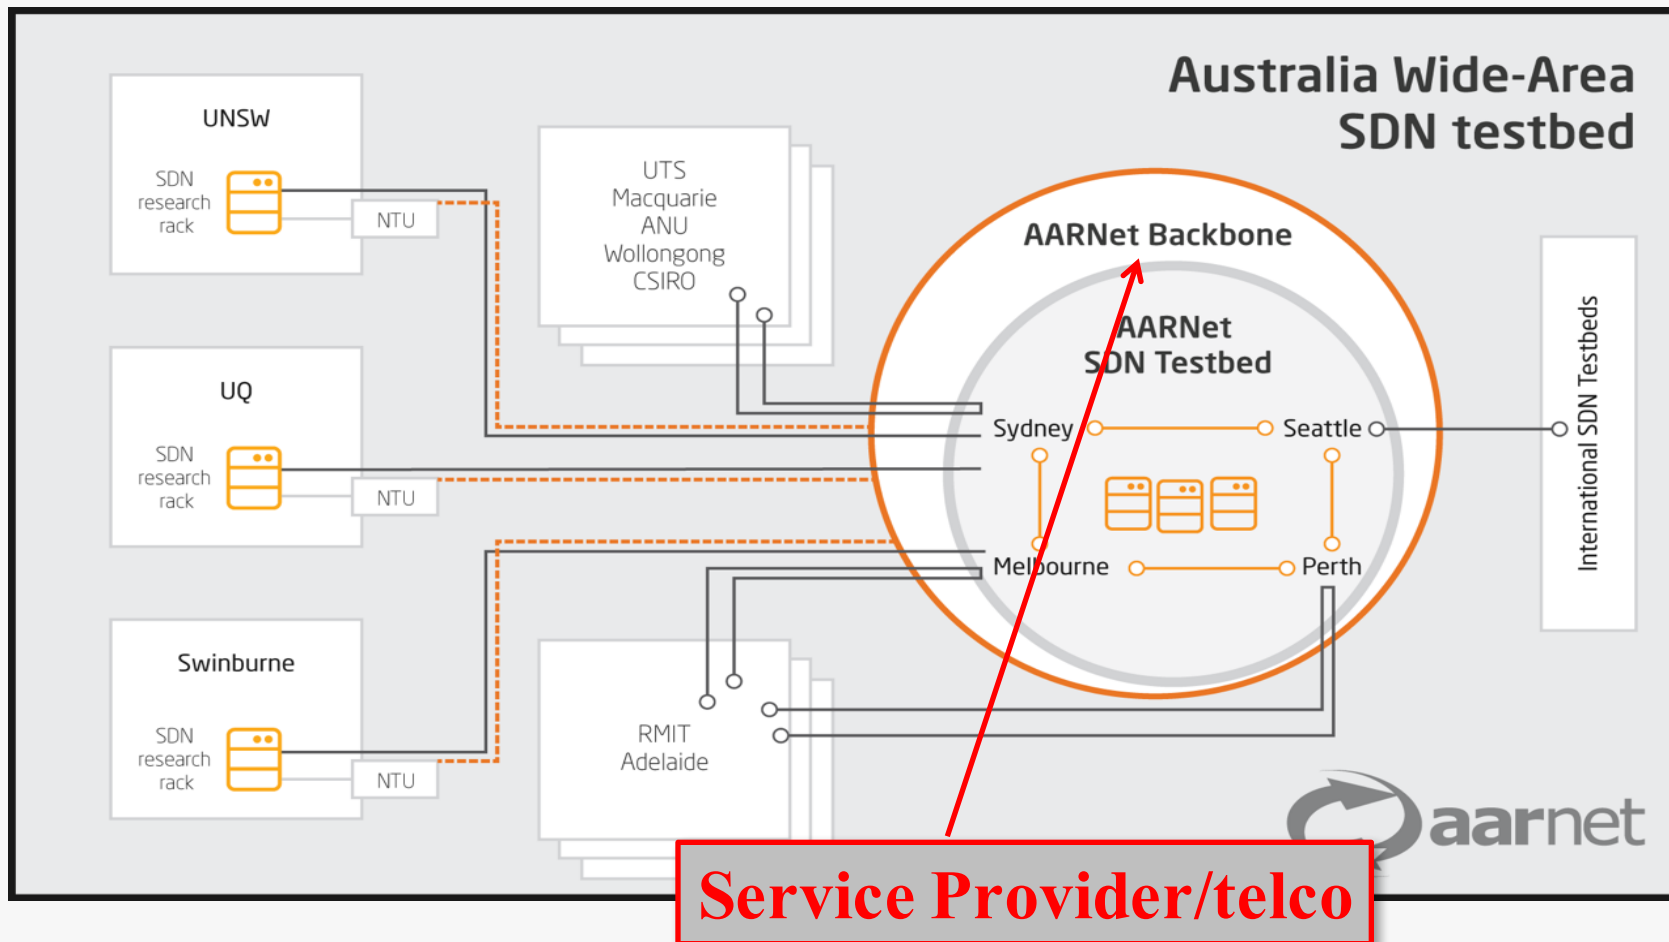 Australia Wide-Area
SDN testbed
UNSW
SDN
research
rack
NTU
UTS
Macquarie
ANU
Wollongong
CSIRO
AARNet Backbone
AARNet
SDN Testbed
UQ
SDN
research
rack
NTU
Sydney
Seattle
Melbourne
Perth
International SDN Testbeds
Swinburne
SDN
research
rack
NTU
RMIT
Adelaide
aarnet
Service Provider/telco